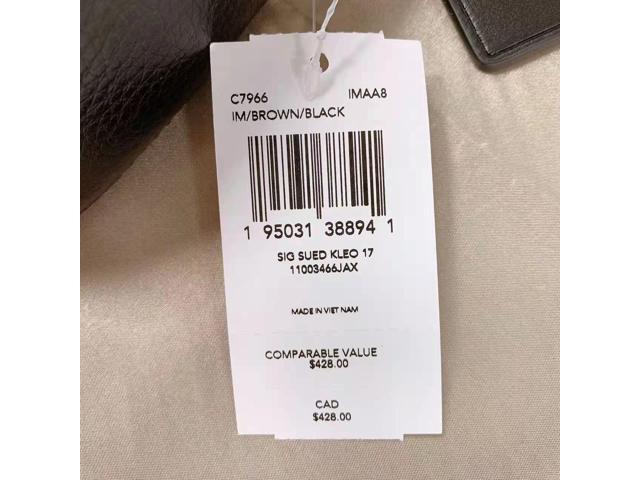 C7966 IMAA8
IM/BROWN/BLACK
1 95031 38894 1
SIG SUED KLEO 17
11003466JAX
MADE IN VIET NAM
COMPARABLE VALUE
$428.00
CAD
$428.00